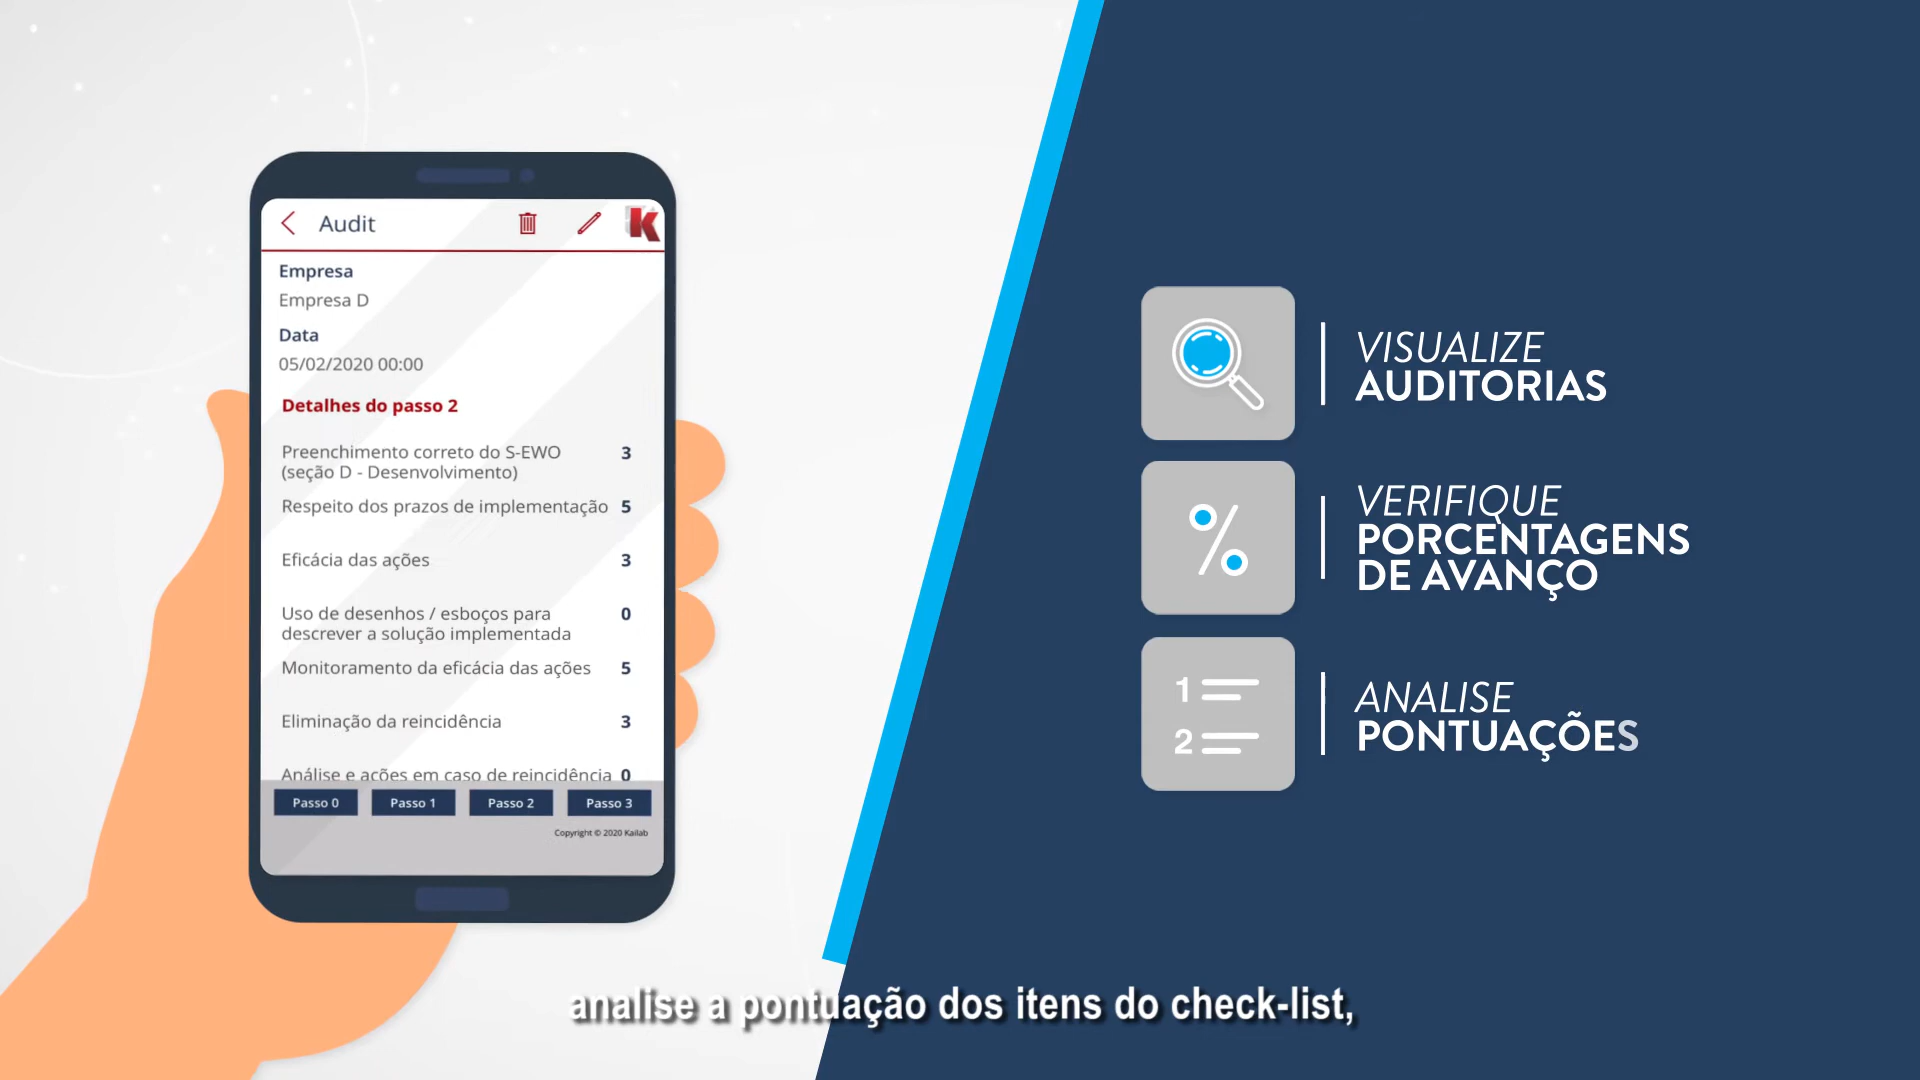 Audit
K
Empresa
Empresa D
Data
05/02/2020 00:00
Detalhes do passo 2
Preenchimento correto do S-EWO 3
(seção D - Desenvolvimento)
Respeito dos prazos de implementação 5
Eficácia das ações 3
Uso de desenhos / esboços para 0
descrever a solução implementada
Monitoramento da eficácia das ações 5
Eliminação da reincidência 3
Análise e ações em caso de reincidência 0
Passo 0 Passo 1 Passo 2 Passo 3
Copyright © 2020 Kailab
VISUALIZE
AUDITORIAS
%
VERIFIQUE
PORCENTAGENS
DE AVANÇO
1
2
ANALISE
PONTUAÇÕES
analise a pontuação dos itens do check-list,